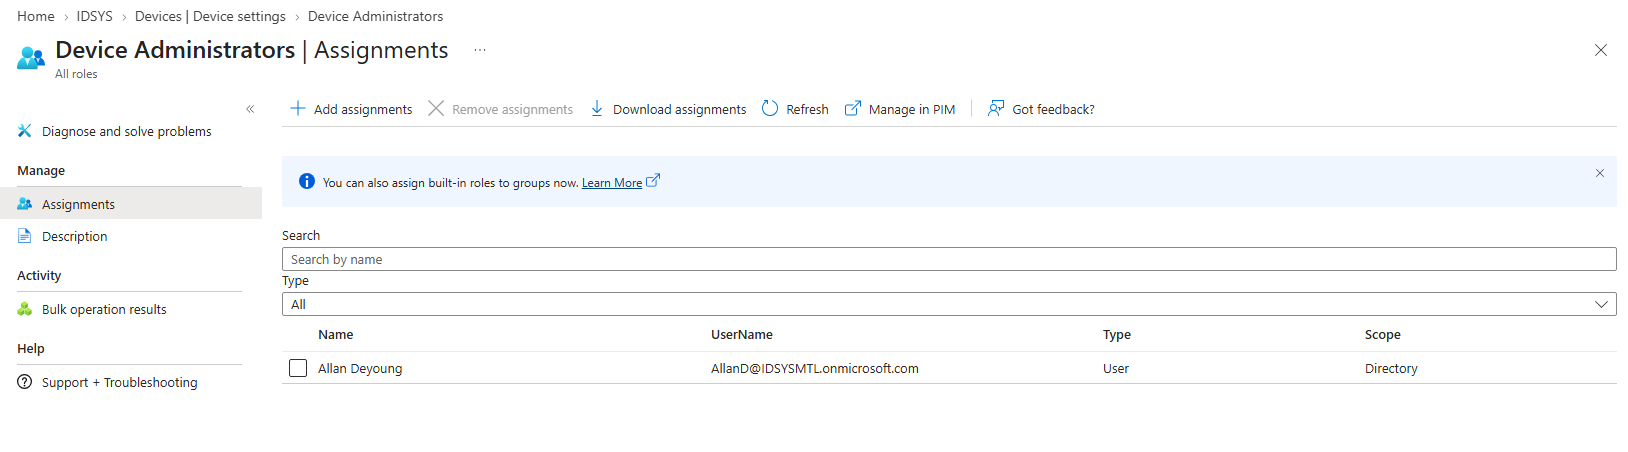 Home > IDSYS > Devices | Device settings > Device Administrators
Device Administrators | Assignments ...
All roles
«
Diagnose and solve problems
Manage
Assignments
Description
Activity
Bulk operation results
Help
Support + Troubleshooting
Add assignments Remove assignments Download assignments Refresh Manage in PIM Got feedback?
You can also assign built-in roles to groups now. Learn More
Search
Search by name
Type
All
Name UserName Type Scope
Allan Deyoung AllanD@IDSYSMTL.onmicrosoft.com User Directory